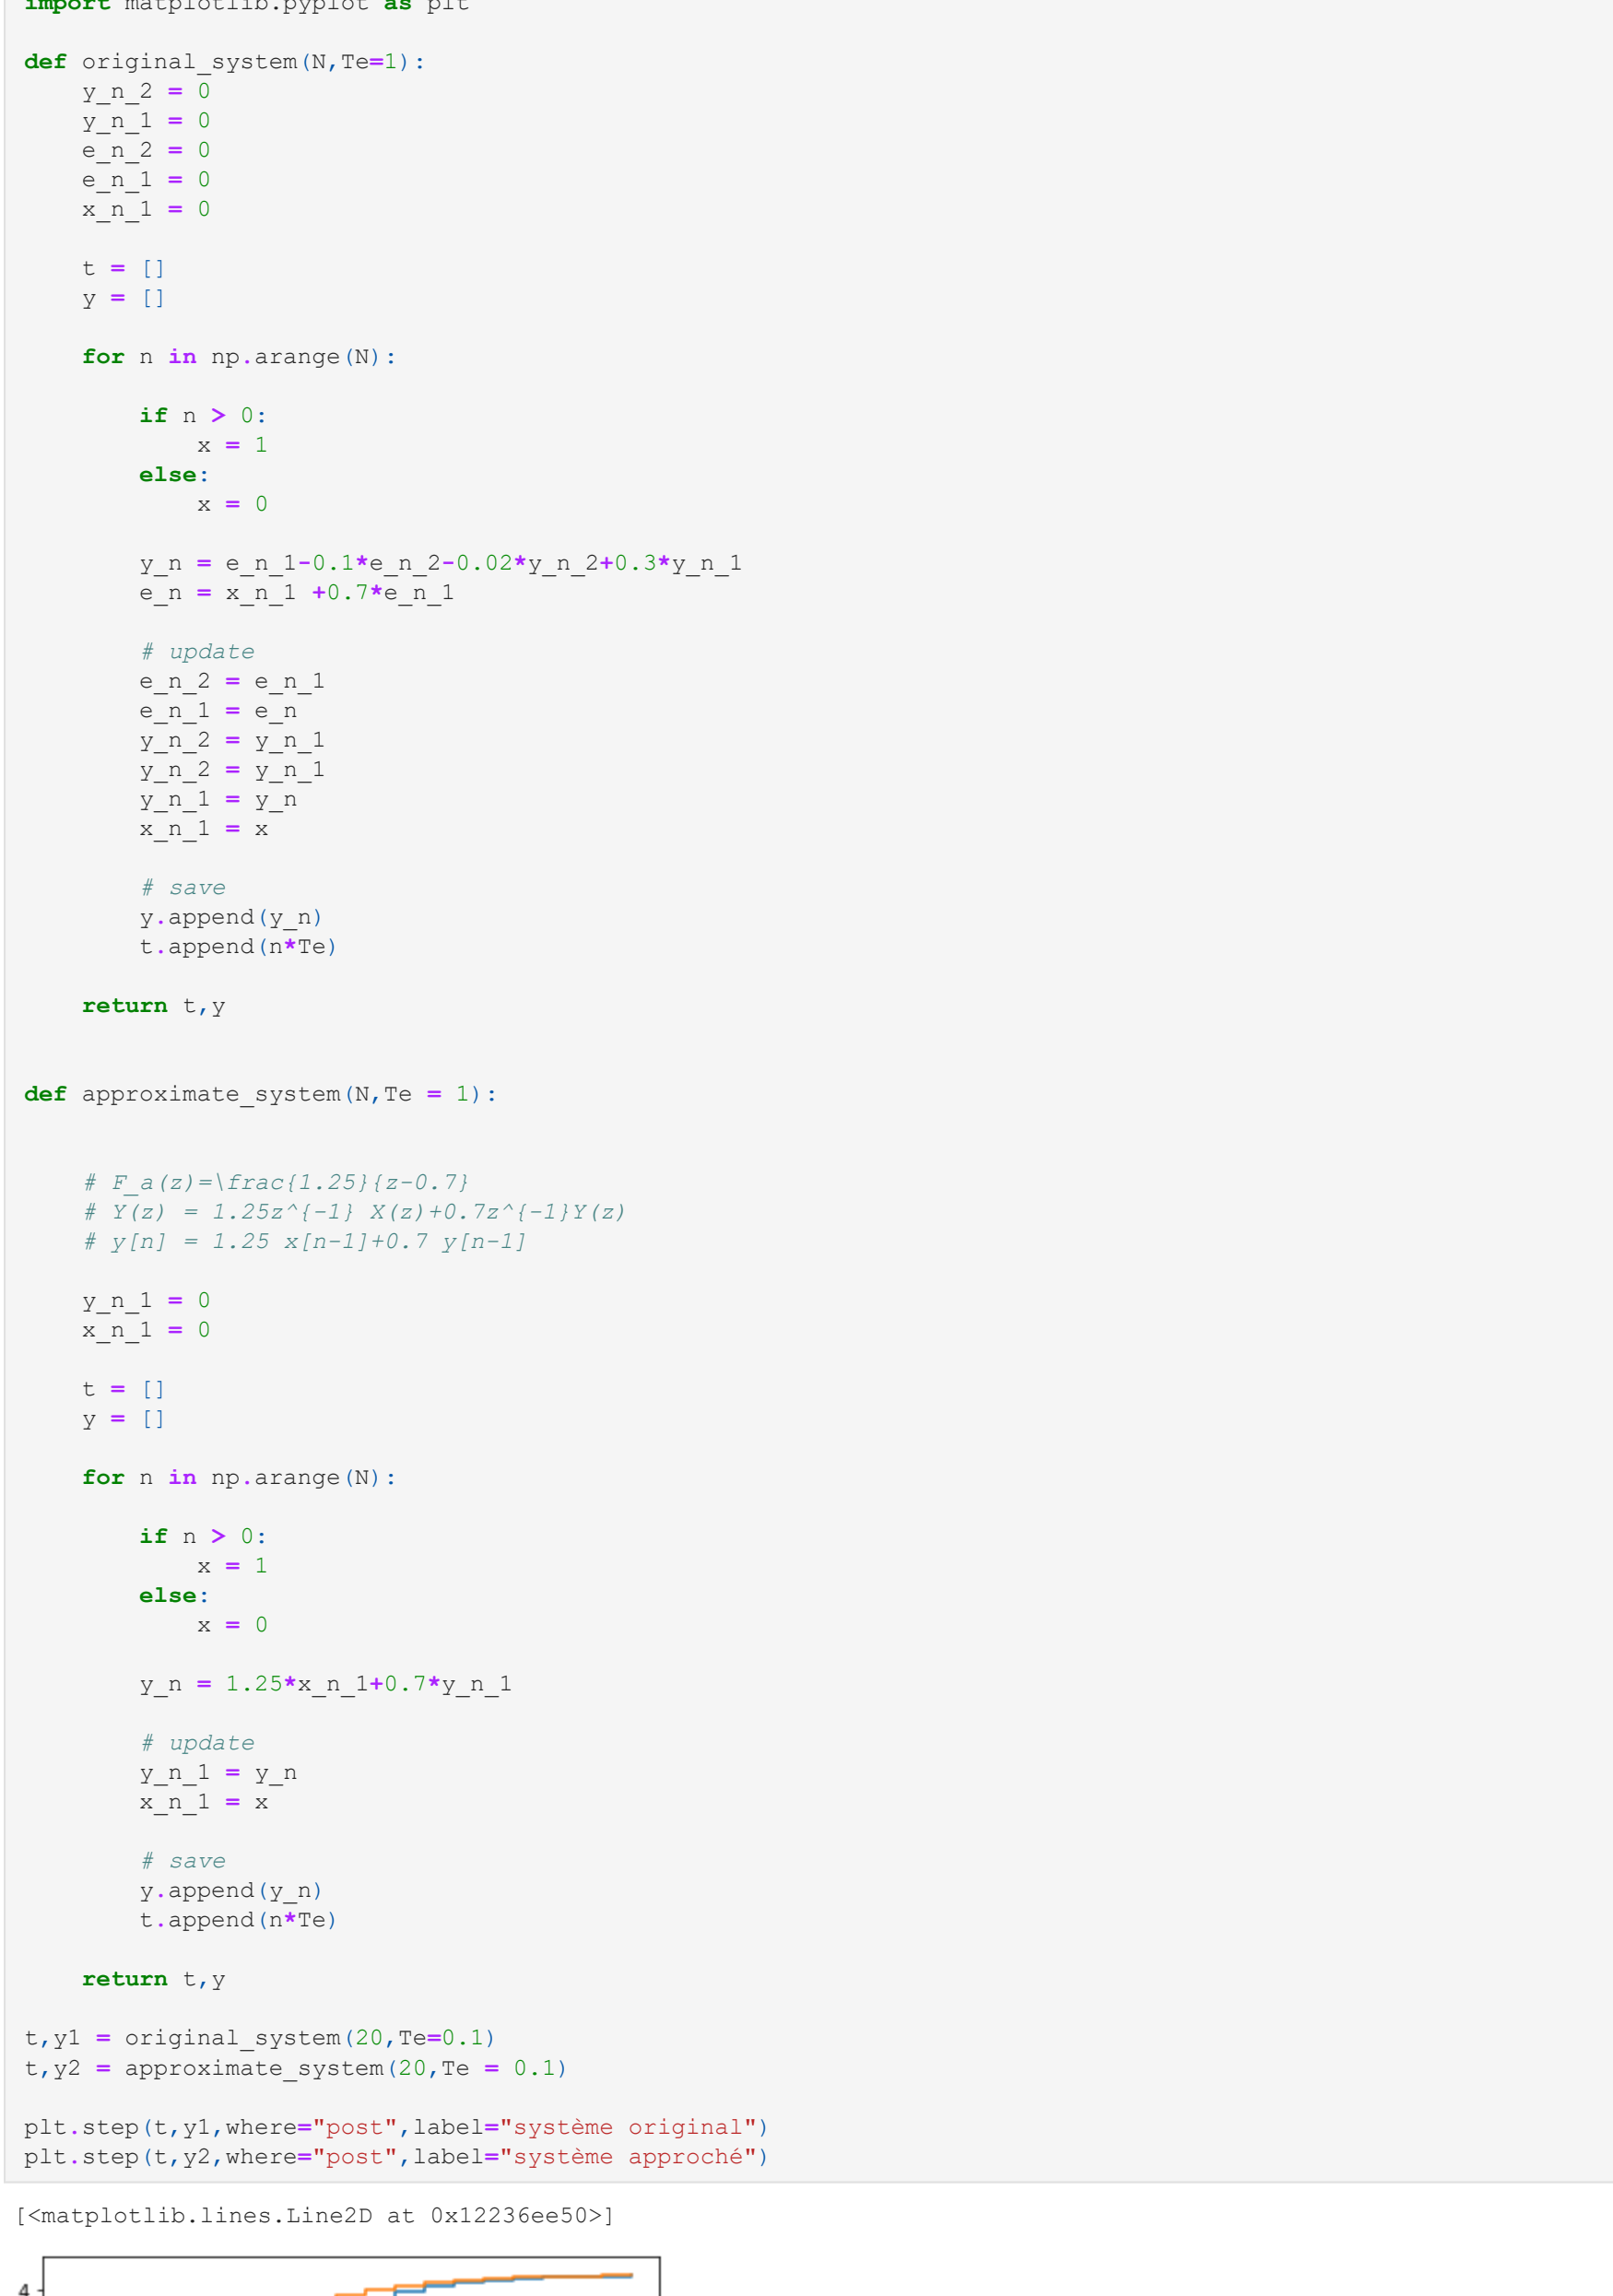 import matplotlib.pyplot as plt
def original_system(N,Te=1):
    y_n_2 = 0
    y_n_1 = 0
    e_n_2 = 0
    e_n_1 = 0
    x_n_1 = 0
    t = []
    y = []
    for n in np.arange(N):
        if n > 0:
            x = 1
        else:
            x = 0
        y_n = e_n_1-0.1*e_n_2-0.02*y_n_2+0.3*y_n_1
        e_n = x_n_1 +0.7*e_n_1
        # update
        e_n_2 = e_n_1
        e_n_1 = e_n
        y_n_2 = y_n_1
        y_n_2 = y_n_1
        y_n_1 = y_n
        x_n_1 = x
        # save
        y.append(y_n)
        t.append(n*Te)
    return t,y
def approximate_system(N,Te = 1):
    # F_a(z)=\frac{1.25}{z-0.7}
    # Y(z) = 1.25z^{-1} X(z)+0.7z^{-1}Y(z)
    # y[n] = 1.25 x[n-1]+0.7 y[n-1]
    y_n_1 = 0
    x_n_1 = 0
    t = []
    y = []
    for n in np.arange(N):
        if n > 0:
            x = 1
        else:
            x = 0
        y_n = 1.25*x_n_1+0.7*y_n_1
        # update
        y_n_1 = y_n
        x_n_1 = x
        # save
        y.append(y_n)
        t.append(n*Te)
    return t,y
t,y1 = original_system(20,Te=0.1)
t,y2 = approximate_system(20,Te = 0.1)
plt.step(t,y1,where="post",label="système original")
plt.step(t,y2,where="post",label="système approché")
[<matplotlib.lines.Line2D at 0x12236ee50>]
4